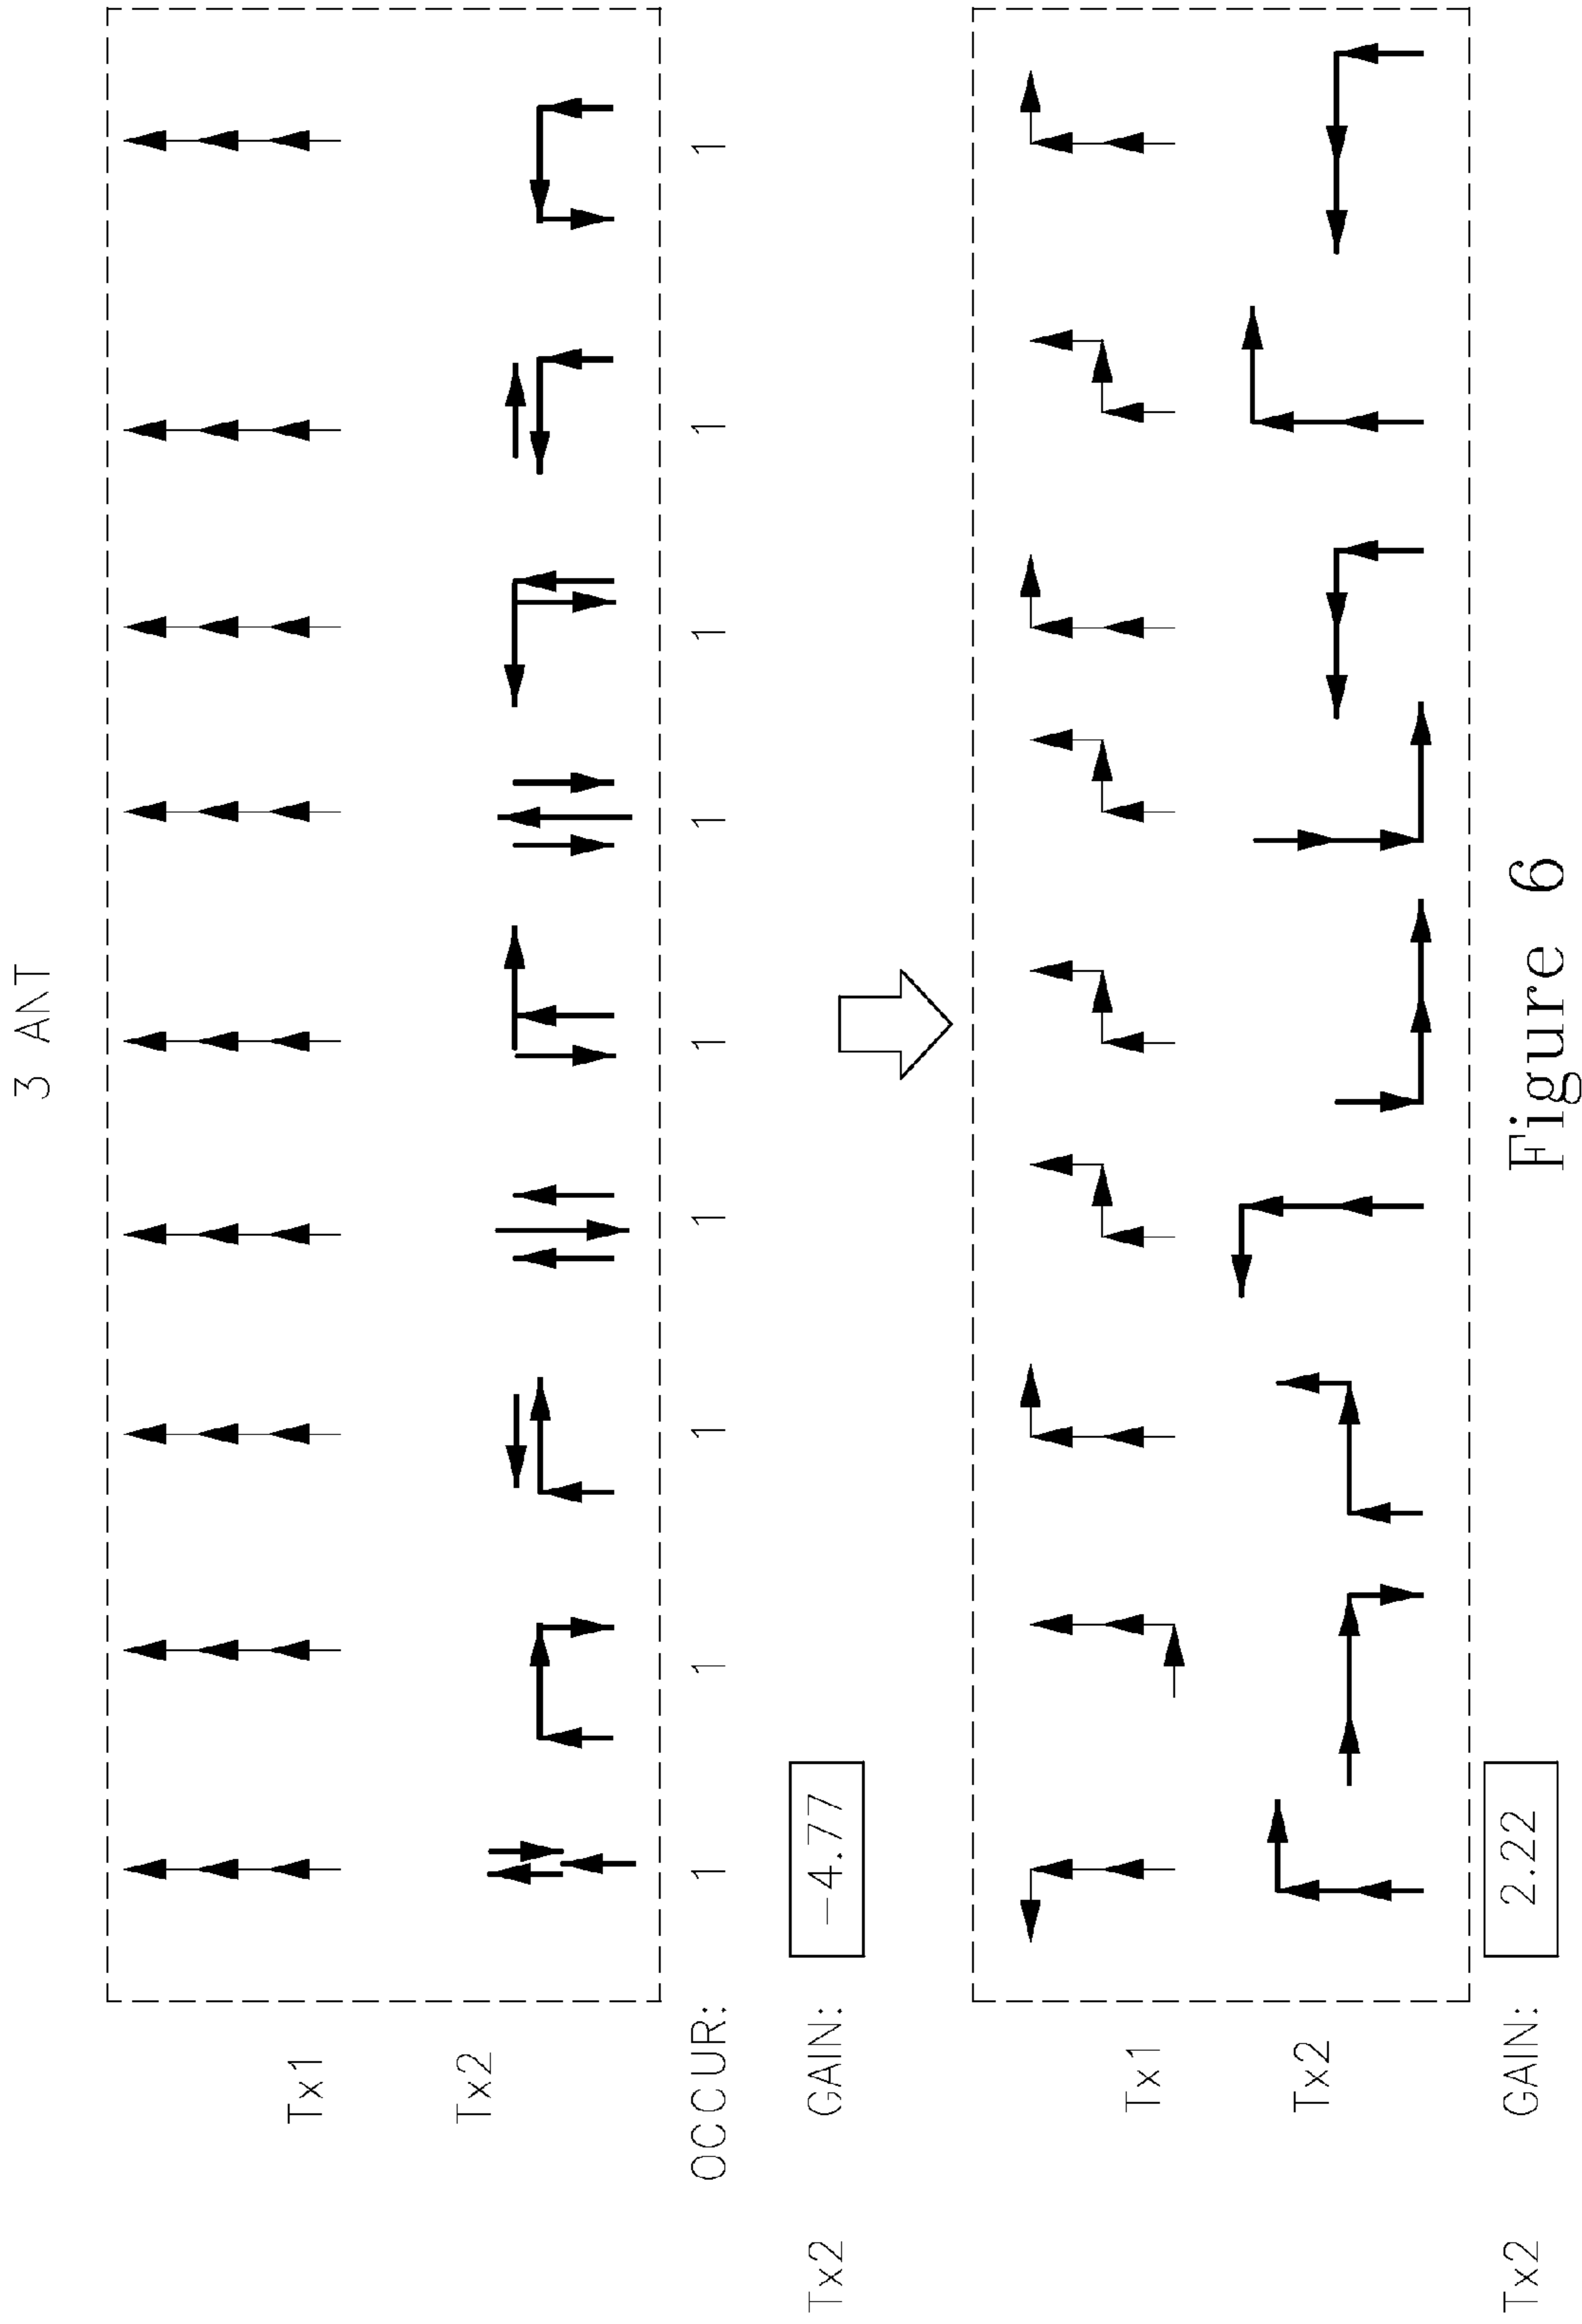 3 ANT
Tx1
Tx2
OCCUR: 1 1 1 1 1 1 1 1 1
Tx2 GAIN: -4.77
Tx1
Tx2
Tx2 GAIN: 2.22
Figure 6